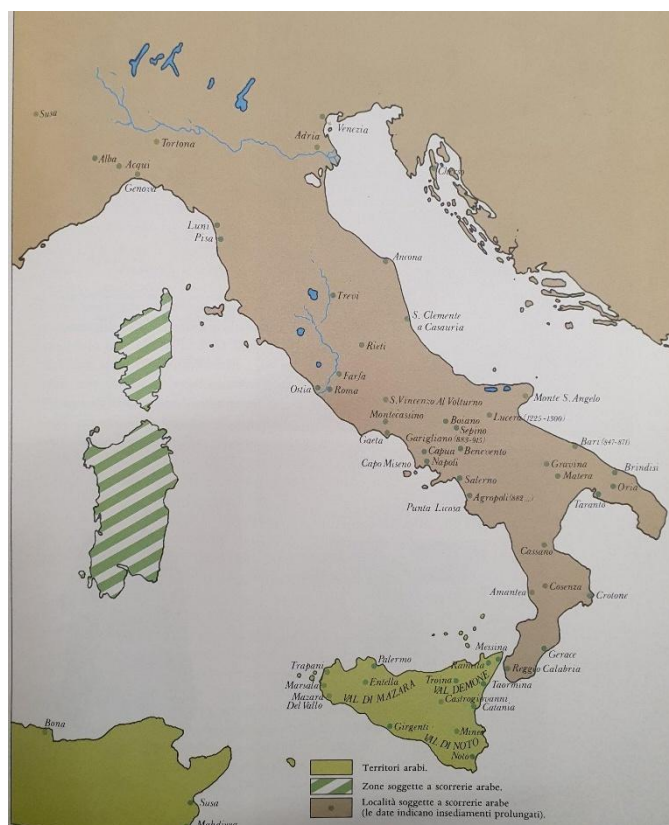 Susa
Venezia
Adria
Tortona
Alba
Acqui
Genova
Luni
Pisa
Ancona
Trevi
S. Clemente
a Casauria
Rieti
Farfa
Ostia
Roma
S. Vincenzo Al Volturno
Monte S. Angelo
Montecassino
Boiano
Lucera (1225-1300)
Sepino
Gaeta
Garigliano (883-915)
Bari (847-871)
Capua
Benevento
Capo Miseno
Napoli
Gravina
Brindisi
Matera
Salerno
Oria
Agropoli (882...)
Taranto
Punta Licosa
Cassano
Amantea
Cosenza
Crotone
Messina
Gerace
Palermo
Ramella
Trapani
Reggio Calabria
Entella
Troina
VAL DEMONE
Marsala
VAL DI MAZARA
Taormina
Mazara
Del Vallo
Castrogiovanni
Catania
Bona
Girgenti
Mineo
VAL DI NOTO
Noto
Territori arabi.
Zone soggette a scorrerie arabe.
Susa
Località soggette a scorrerie arabe
(le date indicano insediamenti prolungati).